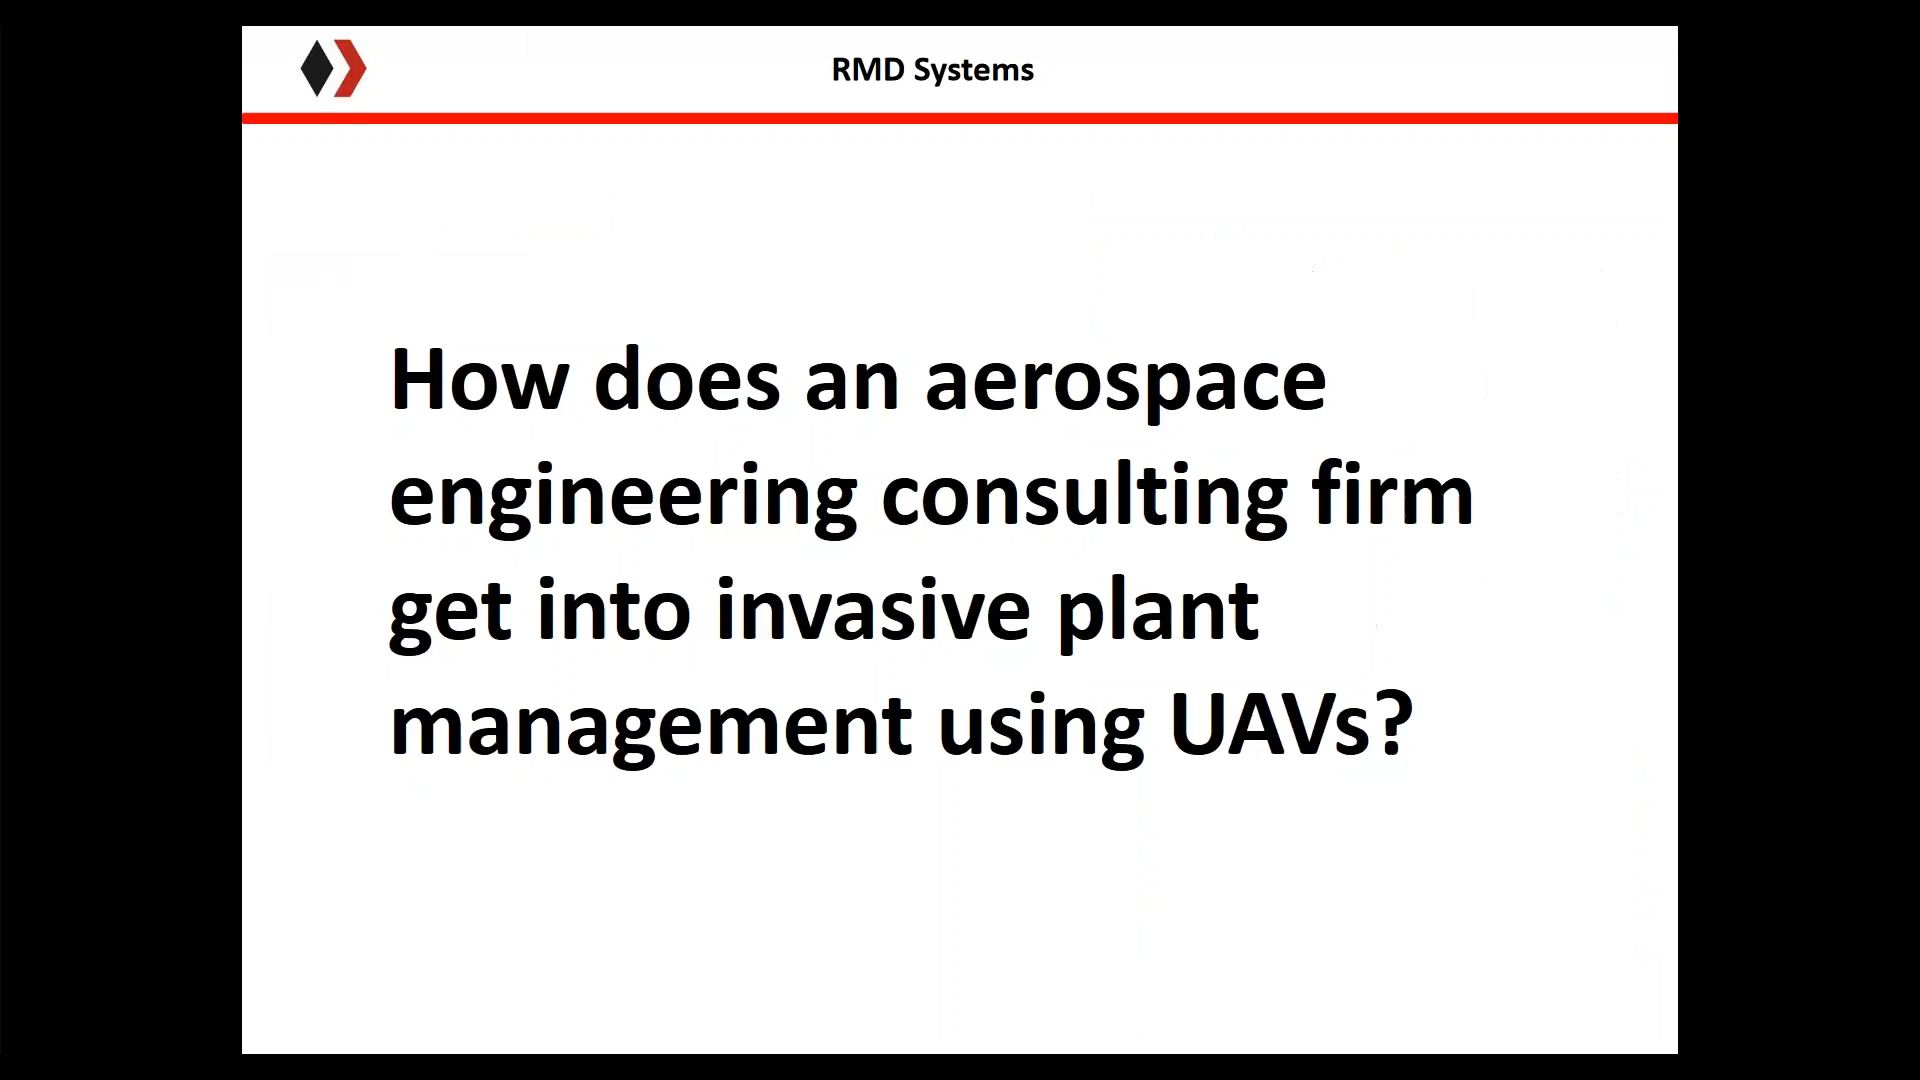 RMD Systems
How does an aerospace
engineering consulting firm
get into invasive plant
management using UAVs?